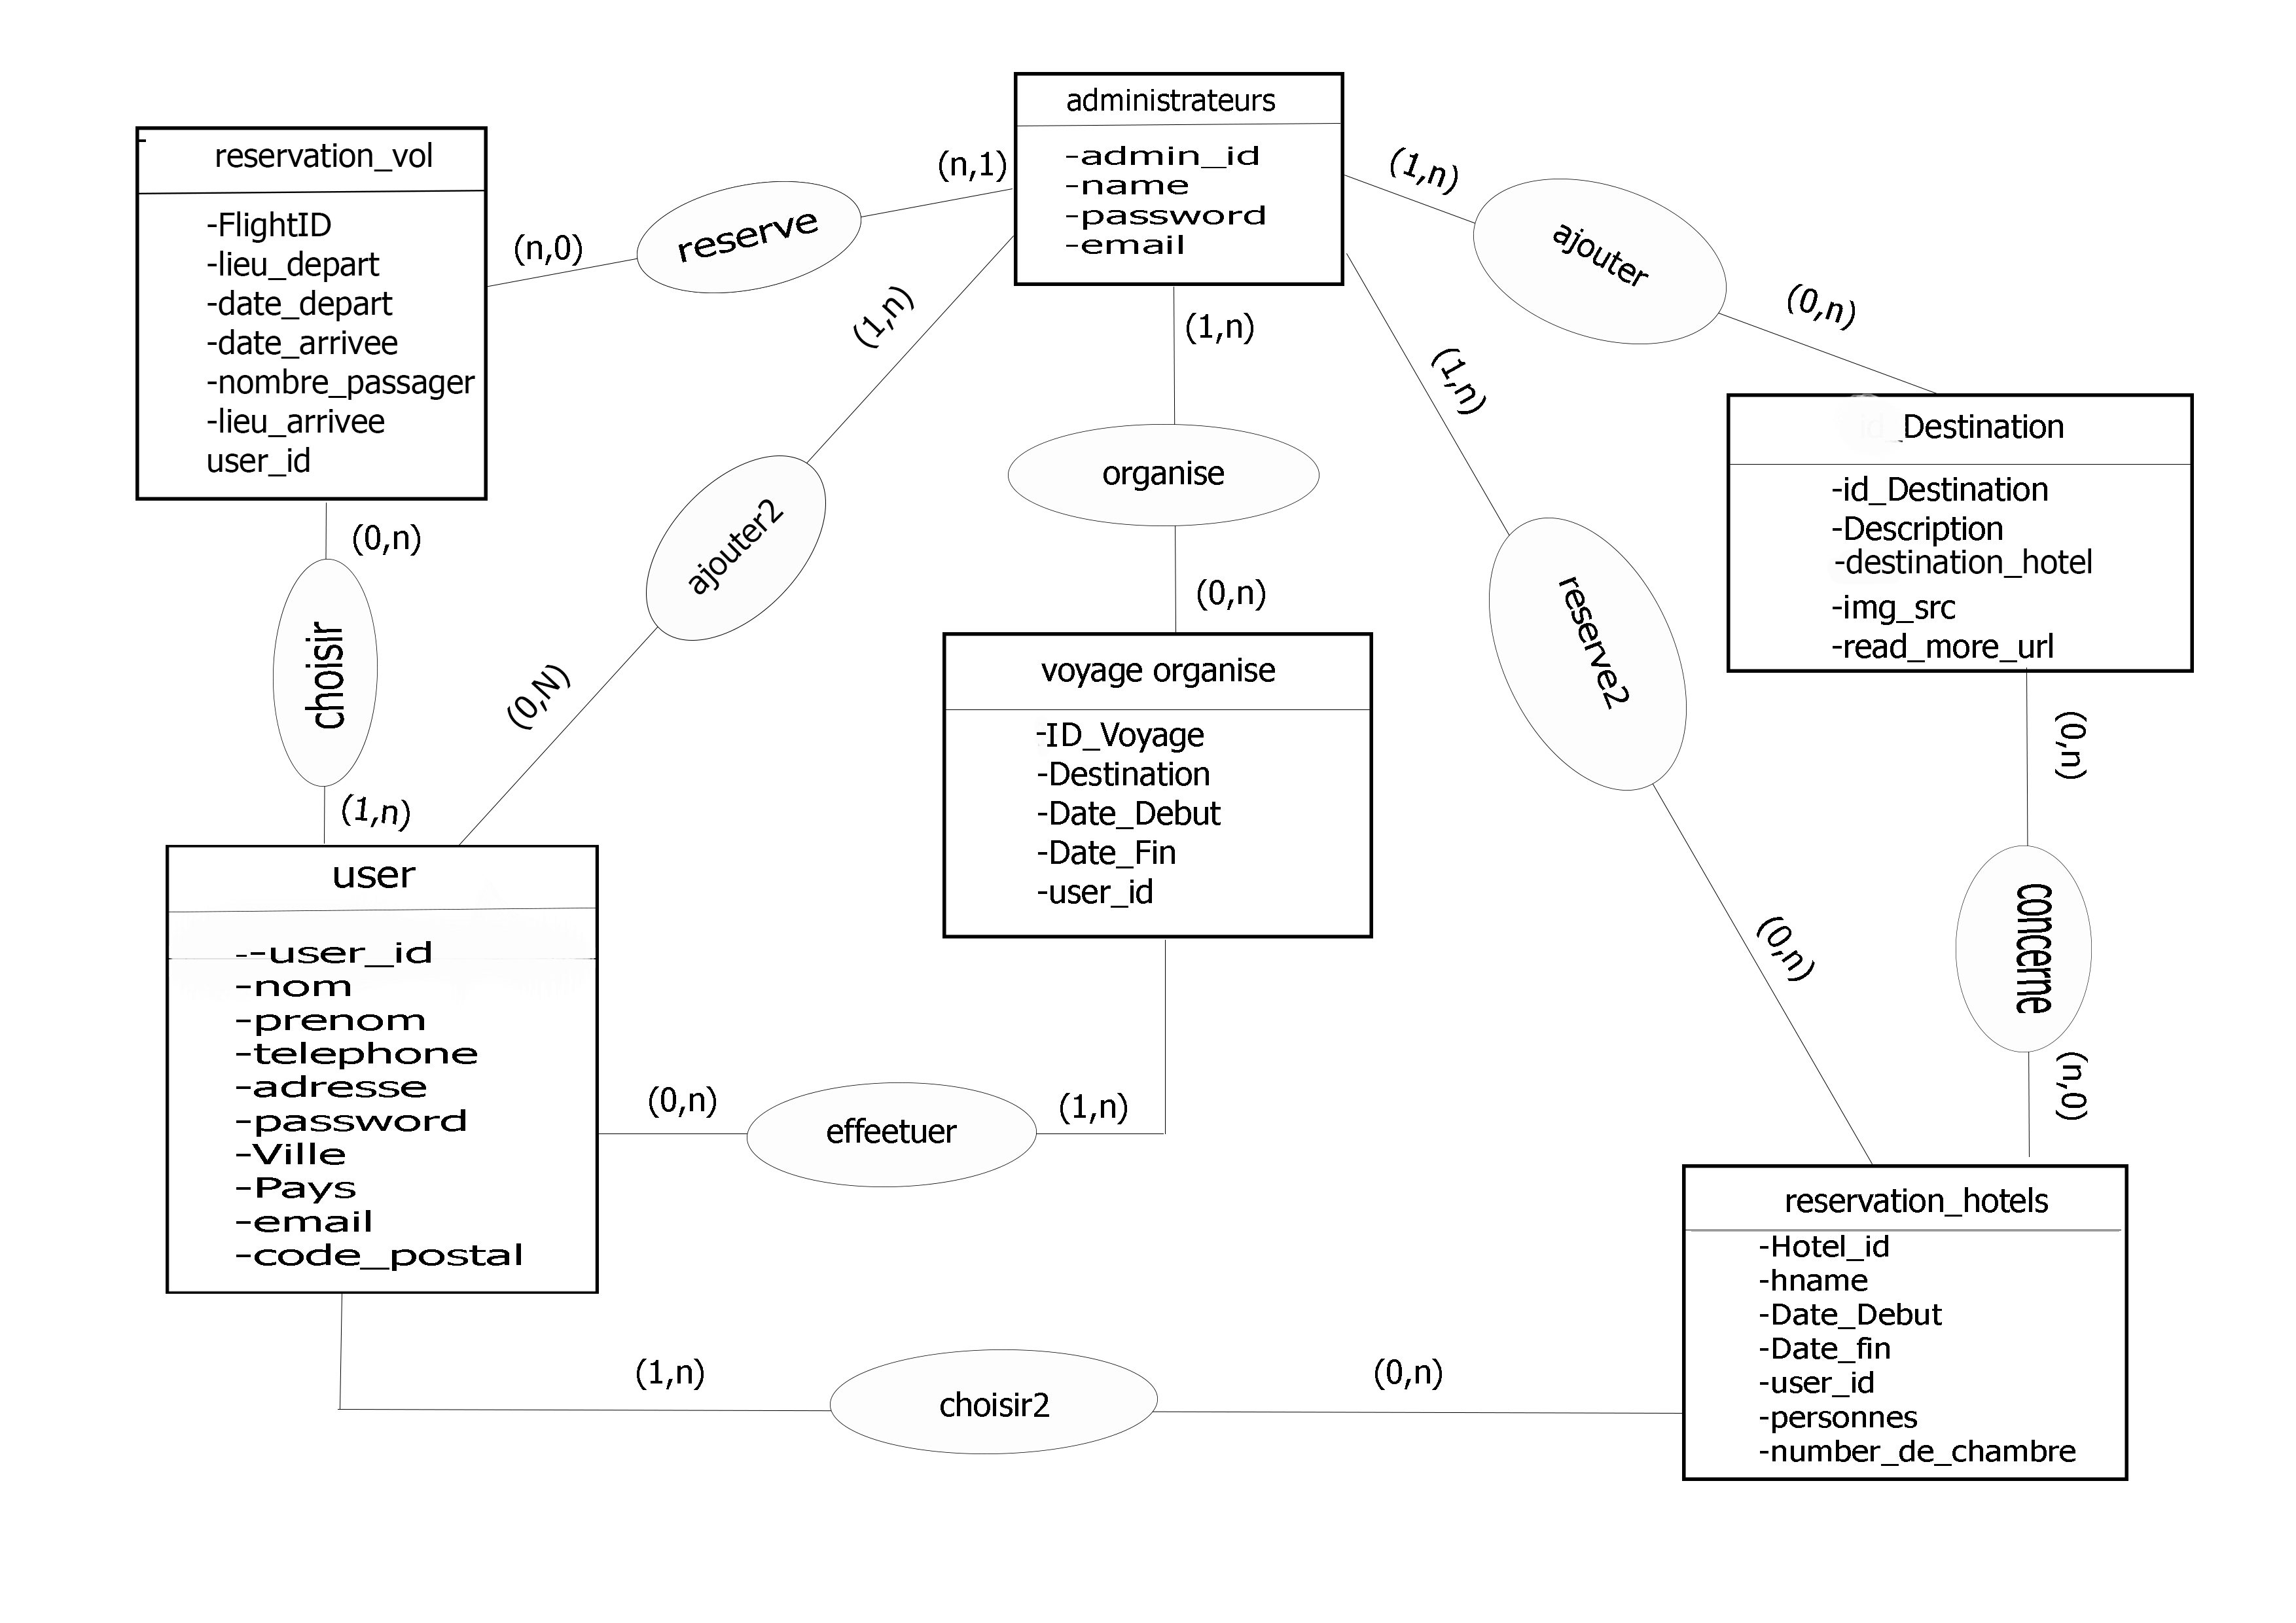 administrateurs
-admin_id
-name
-password
-email
reservation_vol
-FlightID
-lieu_depart
-date_depart
-date_arrivee
-nombre_passager
-lieu_arrivee
user_id
(n,0)
reserve
(n,1)
(1,n)
ajouter
(0,n)
(1,n)
ajouter2
(0,N)
(1,n)
organise
(0,n)
(1,n)
reserve2
(0,n)
id_Destination
-id_Destination
-Description
-destination_hotel
-img_src
-read_more_url
(0,n)
choisir
(1,n)
voyage organise
-ID_Voyage
-Destination
-Date_Debut
-Date_Fin
-user_id
(0,n)
comcerne
(n,0)
user
--user_id
-nom
-prenom
-telephone
-adresse
-password
-Ville
-Pays
-email
-code_postal
(0,n)
effeetuer
(1,n)
reservation_hotels
-Hotel_id
-hname
-Date_Debut
-Date_fin
-user_id
-personnes
-number_de_chambre
(1,n)
choisir2
(0,n)